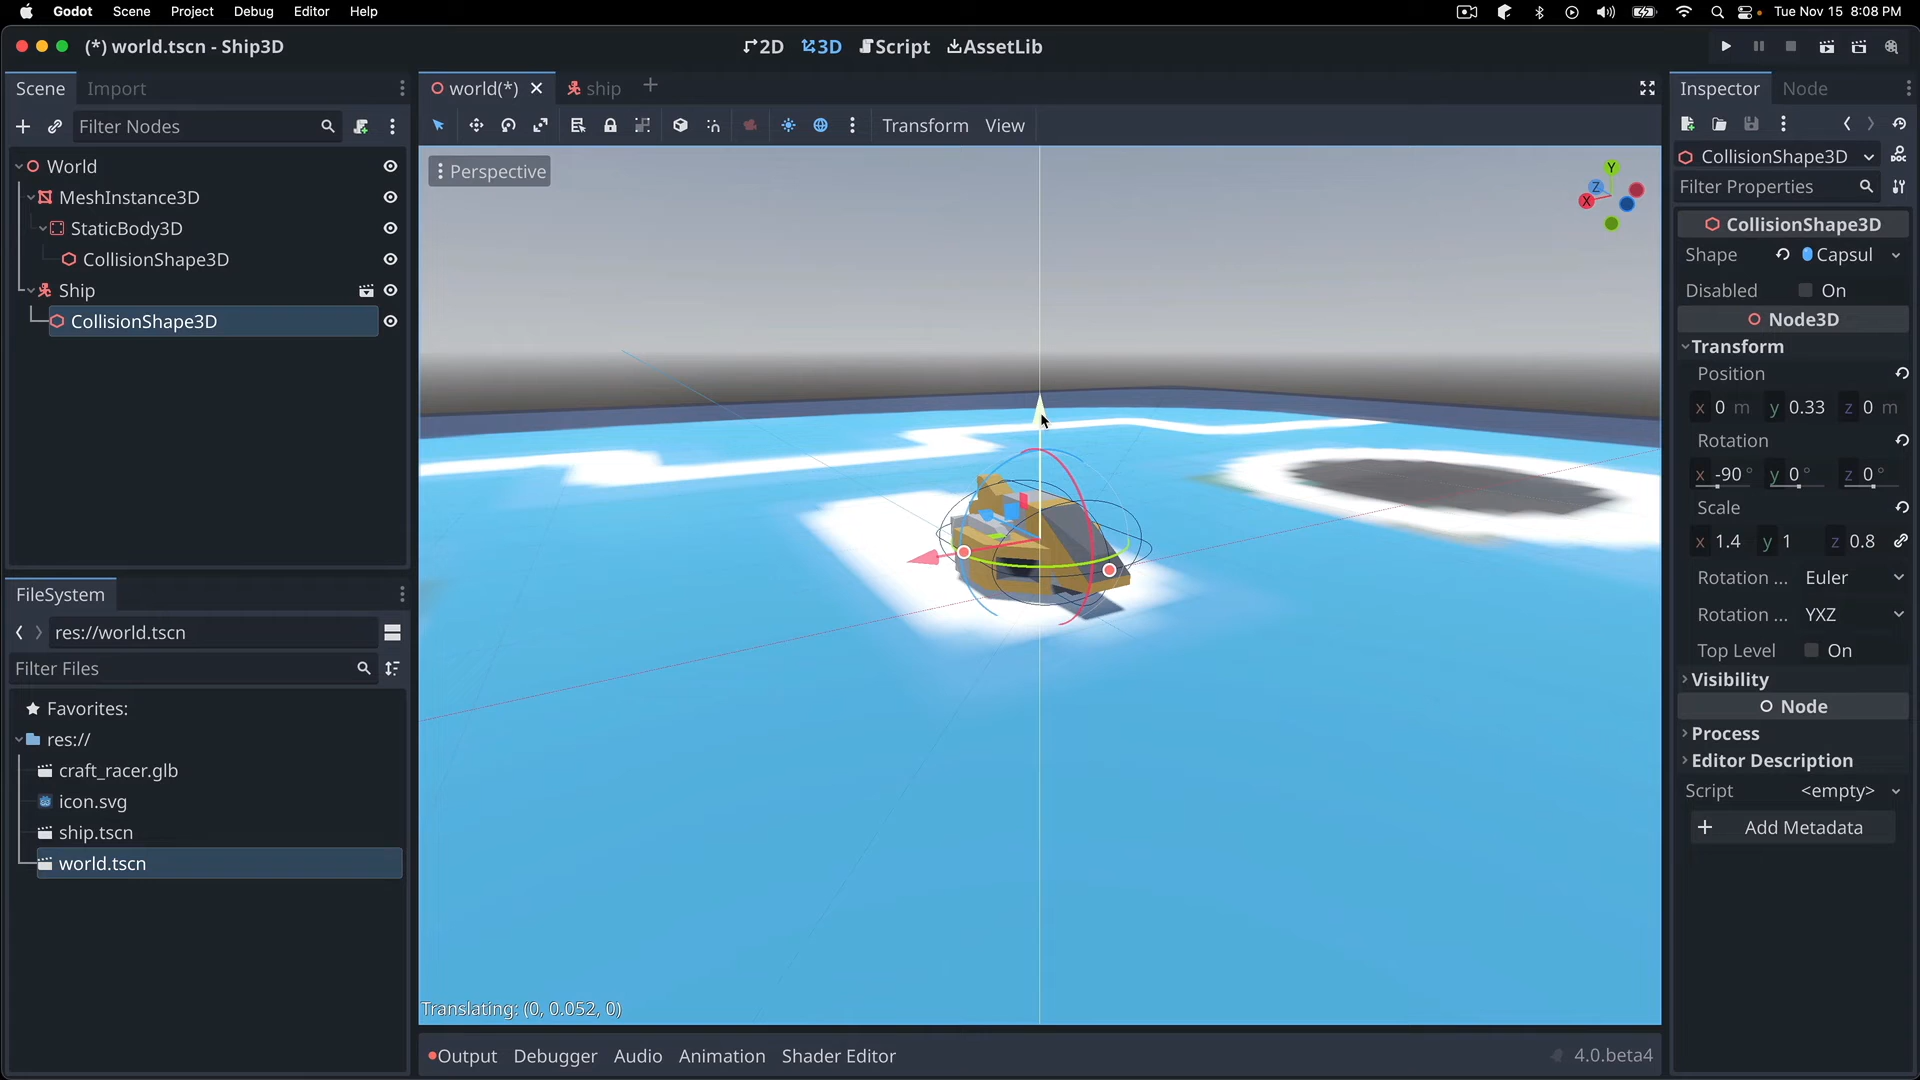 Godot Scene Project Debug Editor Help
Tue Nov 15 8:08 PM
(*) world.tscn - Ship3D
2D 3D Script AssetLib
Scene Import
Filter Nodes
World
MeshInstance3D
StaticBody3D
CollisionShape3D
Ship
CollisionShape3D
FileSystem
res://world.tscn
Filter Files
Favorites:
res://
craft_racer.glb
icon.svg
ship.tscn
world.tscn
world(*) ship
Transform View
Perspective
Y
Z
X
Translating: (0, 0.052, 0)
Output Debugger Audio Animation Shader Editor
4.0.beta4
Inspector Node
CollisionShape3D
DOC
Filter Properties
CollisionShape3D
Shape Capsul
Disabled On
Node3D
Transform
Position
x 0 m y 0.33 z 0 m
Rotation
x -90 ° y 0 ° z 0 °
Scale
x 1.4 y 1 z 0.8
Rotation ... Euler
Rotation ... YXZ
Top Level On
Visibility
Node
Process
Editor Description
Script <empty>
Add Metadata